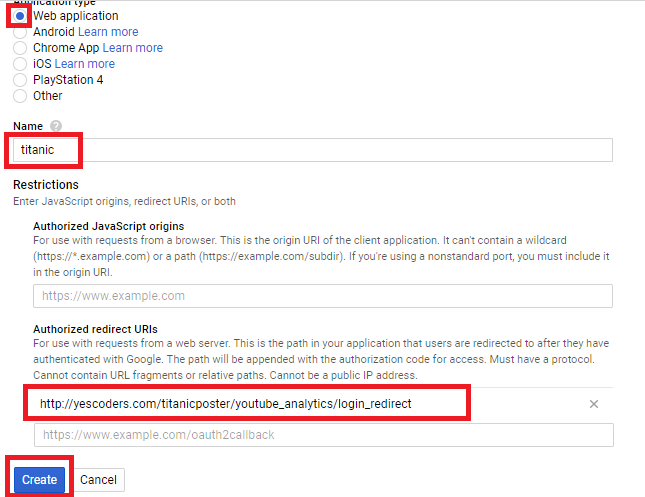 Application type
Web application
Android Learn more
Chrome App Learn more
iOS Learn more
PlayStation 4
Other
Name ?
titanic
Restrictions
Enter JavaScript origins, redirect URIs, or both
Authorized JavaScript origins
For use with requests from a browser. This is the origin URI of the client application. It can't contain a wildcard
(https://*.example.com) or a path (https://example.com/subdir). If you're using a nonstandard port, you must include it
in the origin URI.
https://www.example.com
Authorized redirect URIs
For use with requests from a web server. This is the path in your application that users are redirected to after they have
authenticated with Google. The path will be appended with the authorization code for access. Must have a protocol.
Cannot contain URL fragments or relative paths. Cannot be a public IP address.
http://yescoders.com/titanicposter/youtube_analytics/login_redirect
https://www.example.com/oauth2callback
Create Cancel